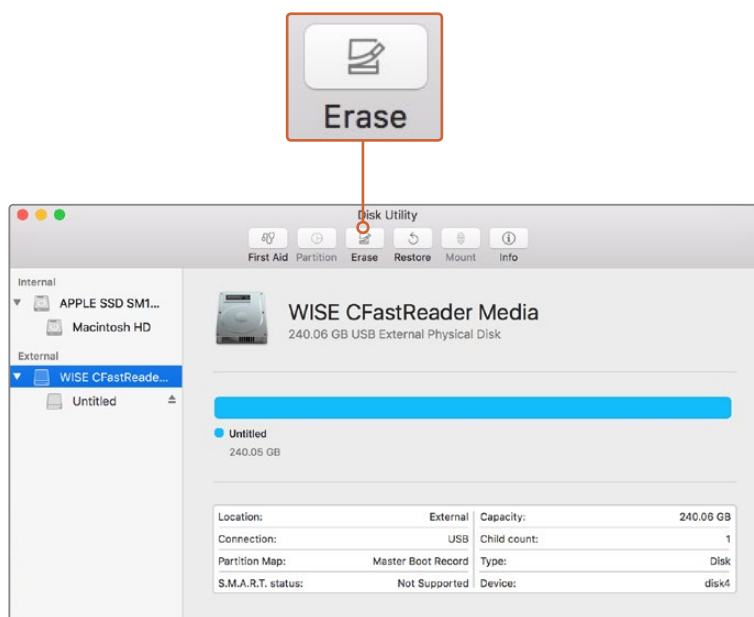 Erase
Disk Utility
First Aid Partition Erase Restore Mount Info
Internal
APPLE SSD SM1...
Macintosh HD
External
WISE CFastReade...
Untitled
WISE CFastReader Media
240.06 GB USB External Physical Disk
Untitled
240.05 GB
Location: External Capacity: 240.06 GB
Connection: USB Child count: 1
Partition Map: Master Boot Record Type: Disk
S.M.A.R.T. status: Not Supported Device: disk4